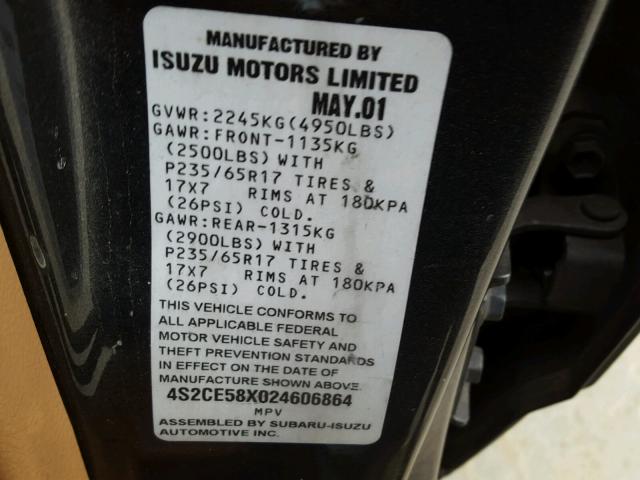 MANUFACTURED BY
ISUZU MOTORS LIMITED
MAY.01
GVWR:2245KG(4950LBS)
GAWR:FRONT-1135KG
(2500LBS) WITH
P235/65R17 TIRES &
17X7 RIMS AT 180KPA
(26PSI) COLD.
GAWR:REAR-1315KG
(2900LBS) WITH
P235/65R17 TIRES &
17X7 RIMS AT 180KPA
(26PSI) COLD.
THIS VEHICLE CONFORMS TO
ALL APPLICABLE FEDERAL
MOTOR VEHICLE SAFETY AND
THEFT PREVENTION STANDARDS
IN EFFECT ON THE DATE OF
MANUFACTURE SHOWN ABOVE.
4S2CE58X024606864
MPV
ASSEMBLED BY SUBARU-ISUZU
AUTOMOTIVE INC.